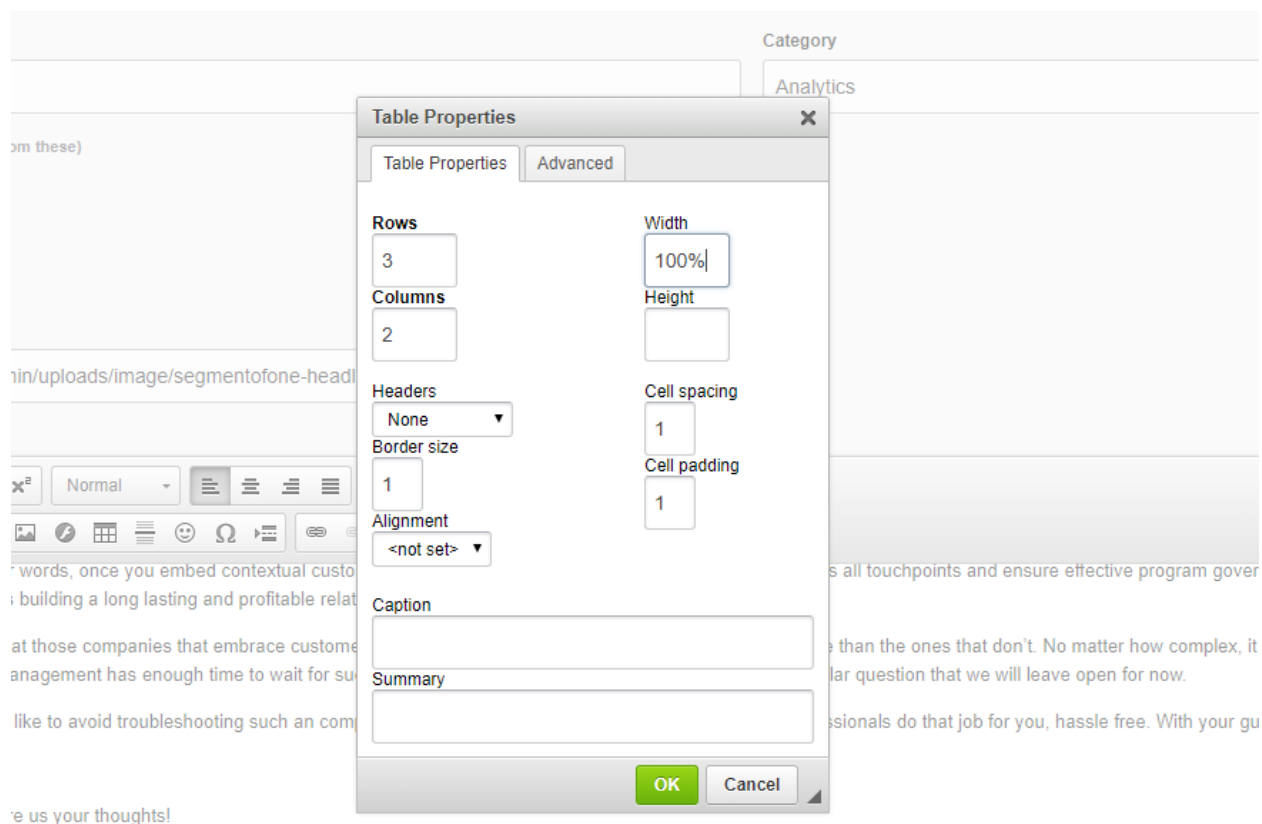 Category
Analytics
Table Properties
om these)
Table Properties Advanced
Rows Width
3 100%
Columns Height
2
min/uploads/image/segmentofone-headl
Headers Cell spacing
None 1
Border size Cell padding
1 1
x² Normal
Alignment
<not set>
words, once you embed contextual custo s all touchpoints and ensure effective program gover
building a long lasting and profitable relat
Caption
at those companies that embrace custome than the ones that don't. No matter how complex, it
anagement has enough time to wait for su lar question that we will leave open for now.
Summary
like to avoid troubleshooting such an comp ssionals do that job for you, hassle free. With your gu
OK Cancel
re us your thoughts!